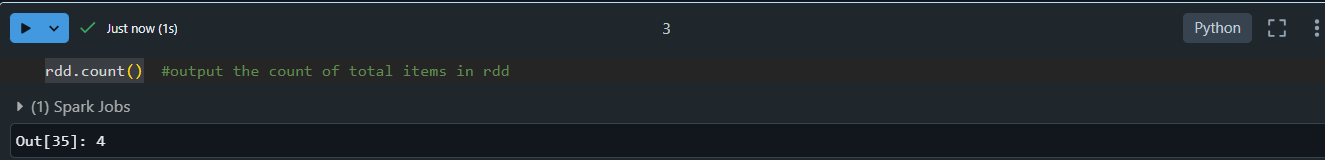 Just now (1s)
3
Python
rdd.count()  #output the count of total items in rdd
(1) Spark Jobs
Out[35]: 4